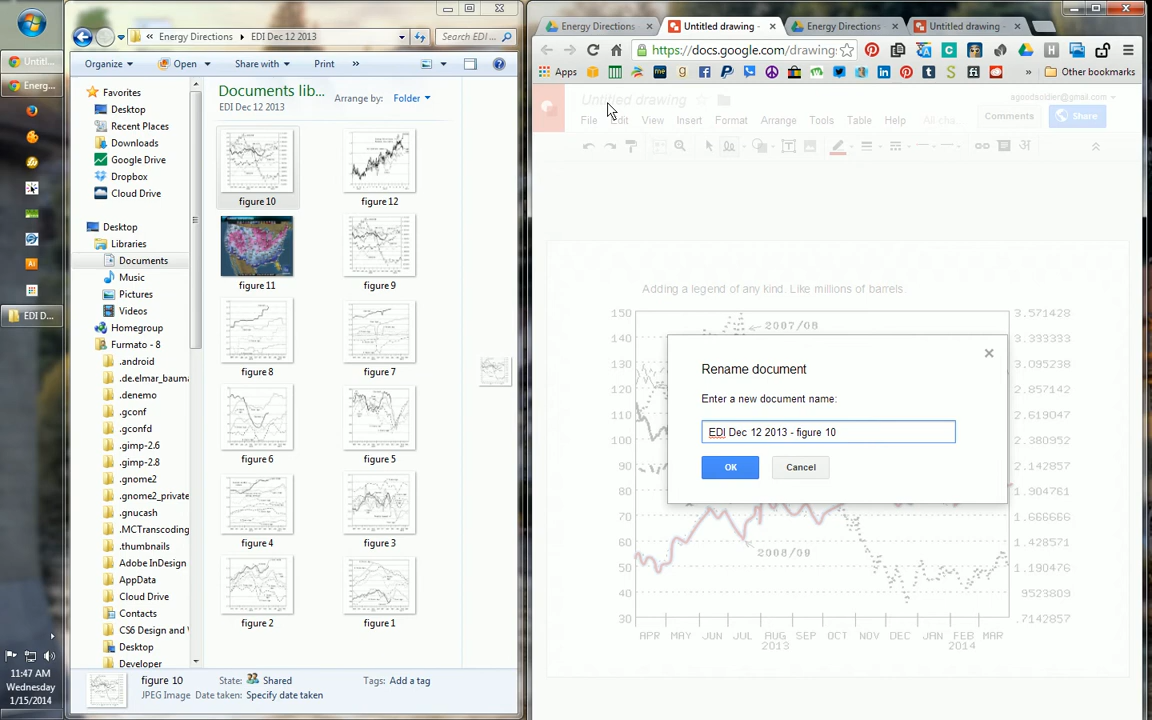 Untitl...
Energ...
EDI D...
11:47 AM
Wednesday
1/15/2014
Energy Directions
EDI Dec 12 2013
Search EDI ...
Organize
Open
Share with
Print
»
Favorites
Desktop
Recent Places
Downloads
Google Drive
Dropbox
Cloud Drive
Desktop
Libraries
Documents
Music
Pictures
Videos
Homegroup
Furmato - 8
.android
.de.elmar_baum
.denemo
.gconf
.gconfd
.gimp-2.6
.gimp-2.8
.gnome2
.gnome2_private
.gnucash
.MCTranscoding
.thumbnails
Adobe InDesign
AppData
Cloud Drive
Contacts
CS6 Design and
Desktop
Developer
Documents lib...
EDI Dec 12 2013
Arrange by:
Folder
figure 10
figure 12
figure 11
figure 9
figure 8
figure 7
figure 6
figure 5
figure 4
figure 3
figure 2
figure 1
figure 10
State:
Shared
Tags: Add a tag
JPEG Image
Date taken: Specify date taken
Energy Directions
Untitled drawing -
Energy Directions
Untitled drawing -
https://docs.google.com/drawing
Apps
Other bookmarks
Untitled drawing
agoodsoldier@gmail.com
File Edit View Insert Format Arrange Tools Table Help All cha
Comments
Share
Adding a legend of any kind. Like millions of barrels.
150
140
130
120
110
100
90
80
70
60
50
40
30
2007/08
2008/09
3.571428
3.333333
3.095238
2.857142
2.619047
2.380952
2.142857
1.904761
1.666666
1.428571
1.190476
.9523809
.7142857
APR MAY JUN JUL AUG SEP OCT NOV DEC JAN FEB MAR
2013
2014
Rename document
Enter a new document name:
EDI Dec 12 2013 - figure 10
OK
Cancel